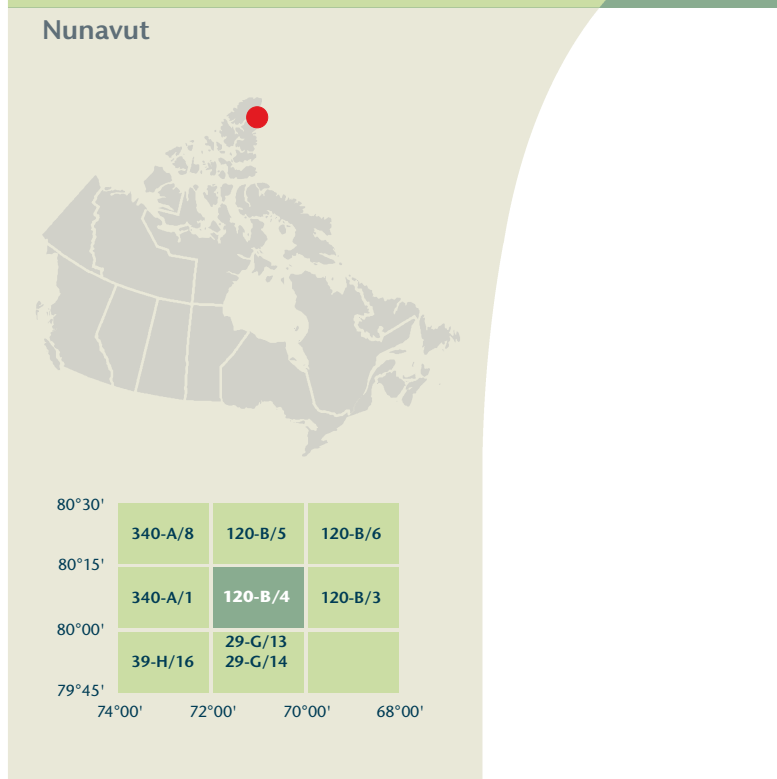 Nunavut
80°30'
340-A/8 120-B/5 120-B/6
80°15'
340-A/1 120-B/4 120-B/3
80°00'
29-G/13
39-H/16 29-G/14
79°45'
74°00' 72°00' 70°00' 68°00'